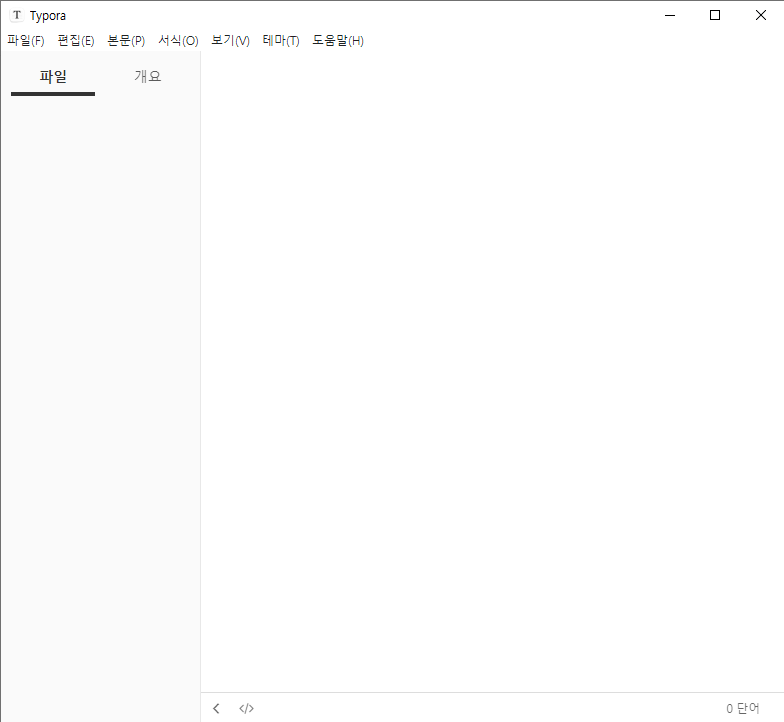 T Typora
파일(F) 편집(E) 본문(P) 서식(O) 보기(V) 테마(T) 도움말(H)
파일 개요
</> 0 단어